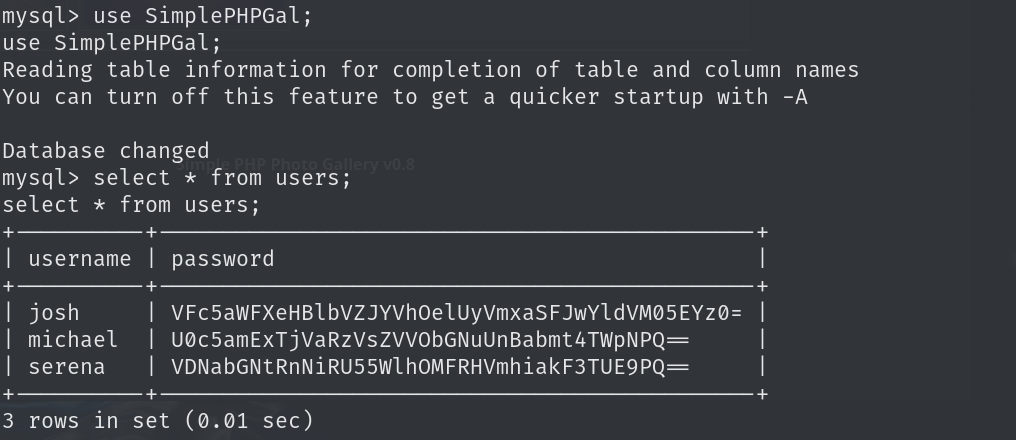 mysql> use SimplePHPGal;
use SimplePHPGal;
Reading table information for completion of table and column names
You can turn off this feature to get a quicker startup with -A

Database changed
Simple PHP Photo Gallery v0.8
mysql> select * from users;
select * from users;
+----------+----------------------------------------------+
| username | password                                     |
+----------+----------------------------------------------+
| josh     | VFc5aWFXeHBlbVZJYVhOelUyVmxaSFJwYldVM05EYz0= |
| michael  | U0c5amExTjVaRzVsZVVObGNuUnBabmt4TWpNPQ==     |
| serena   | VDNabGNtRnNiRU55WlhOMFRHVmhiakF3TUE9PQ==     |
+----------+----------------------------------------------+
3 rows in set (0.01 sec)